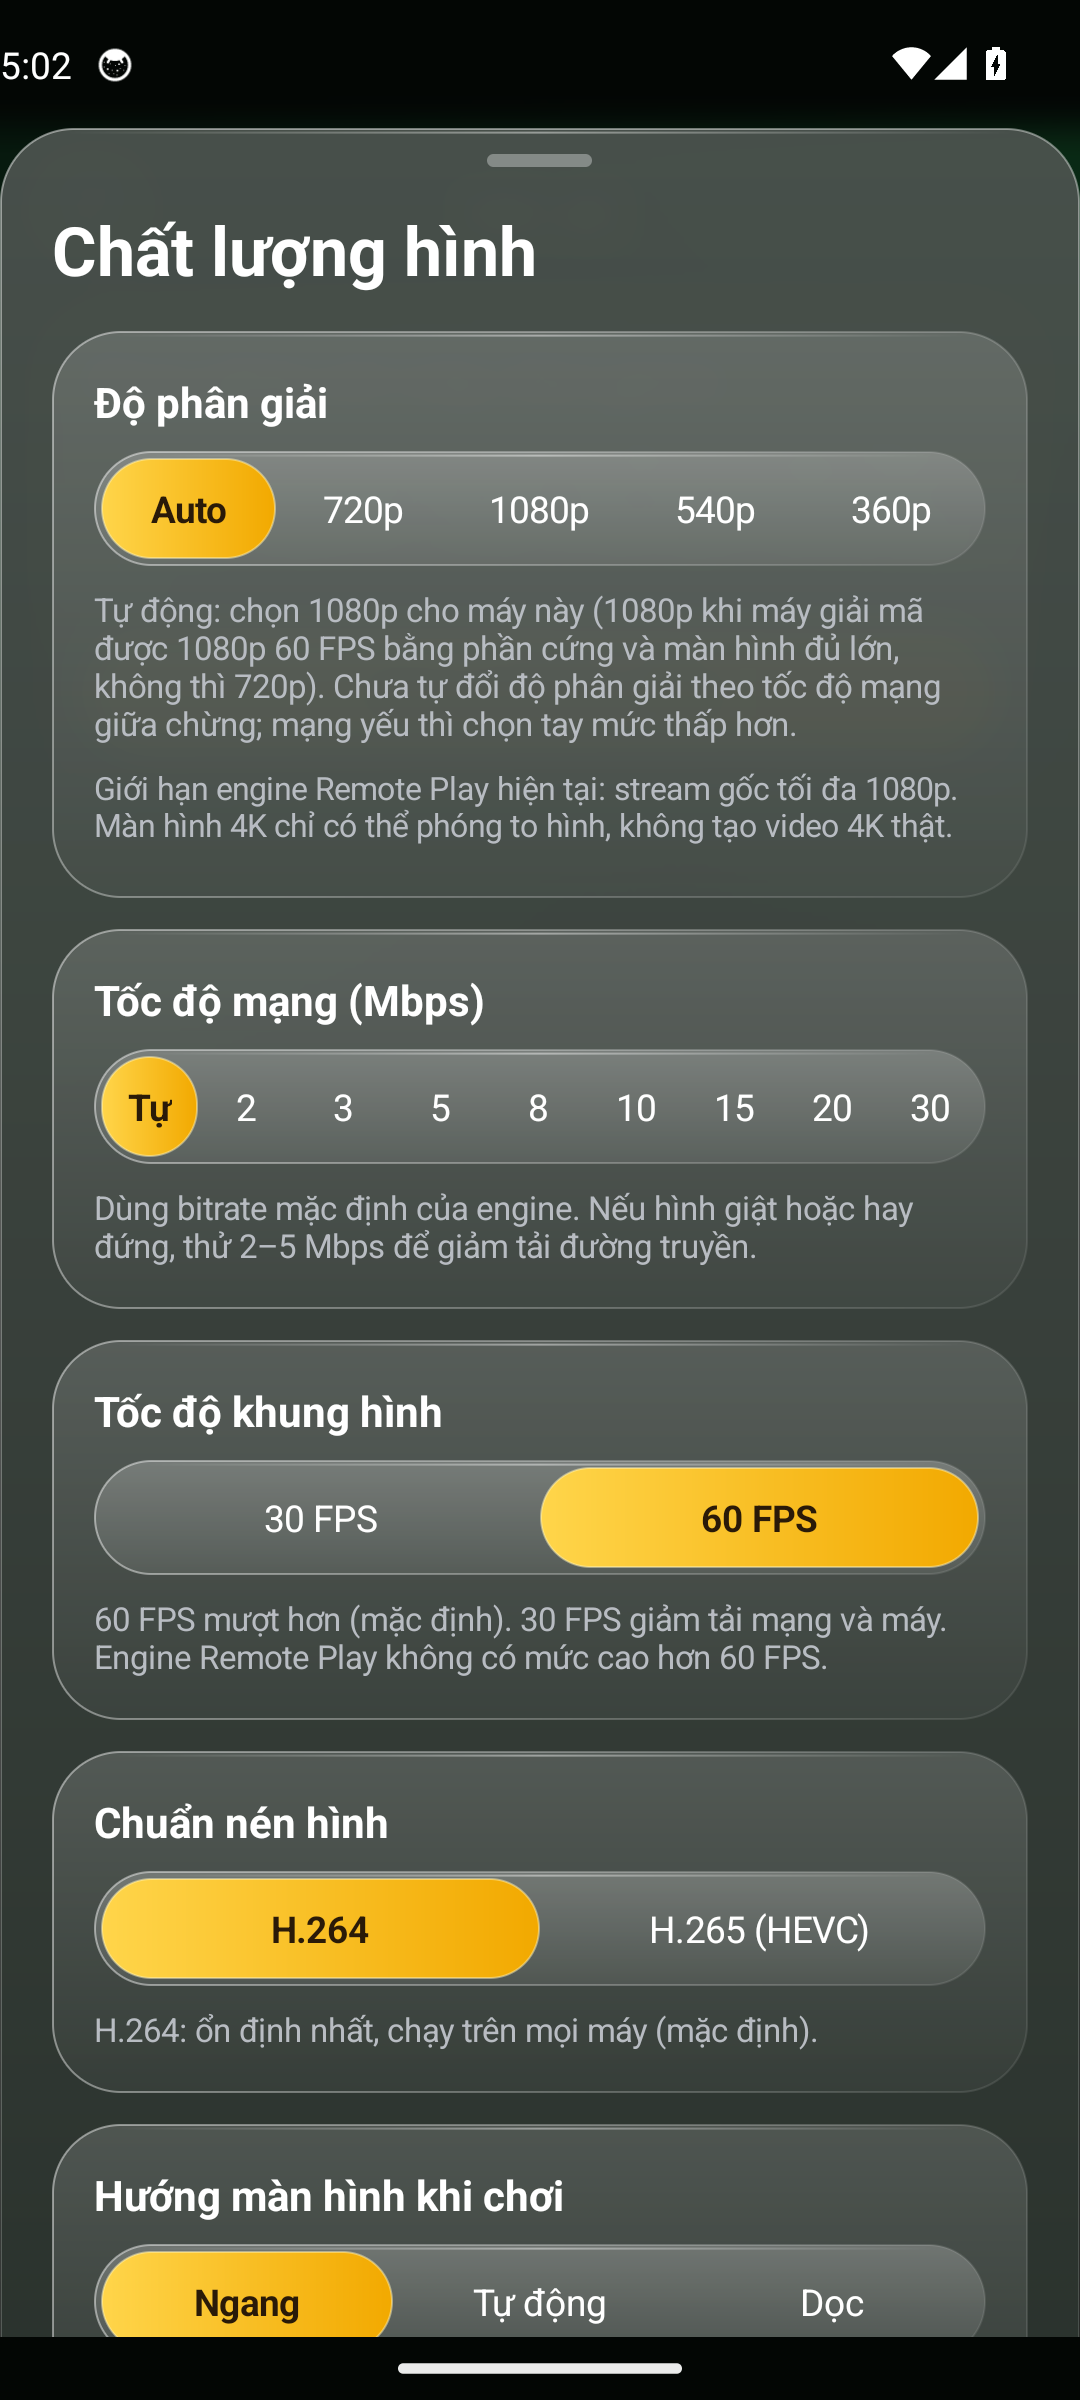 5:02
Chất lượng hình
Độ phân giải
Auto 720p 1080p 540p 360p
Tự động: chọn 1080p cho máy này (1080p khi máy giải mã
được 1080p 60 FPS bằng phần cứng và màn hình đủ lớn,
không thì 720p). Chưa tự đổi độ phân giải theo tốc độ mạng
giữa chừng; mạng yếu thì chọn tay mức thấp hơn.
Giới hạn engine Remote Play hiện tại: stream gốc tối đa 1080p.
Màn hình 4K chỉ có thể phóng to hình, không tạo video 4K thật.
Tốc độ mạng (Mbps)
Tự 2 3 5 8 10 15 20 30
Dùng bitrate mặc định của engine. Nếu hình giật hoặc hay
đứng, thử 2–5 Mbps để giảm tải đường truyền.
Tốc độ khung hình
30 FPS 60 FPS
60 FPS mượt hơn (mặc định). 30 FPS giảm tải mạng và máy.
Engine Remote Play không có mức cao hơn 60 FPS.
Chuẩn nén hình
H.264 H.265 (HEVC)
H.264: ổn định nhất, chạy trên mọi máy (mặc định).
Hướng màn hình khi chơi
Ngang Tự động Dọc